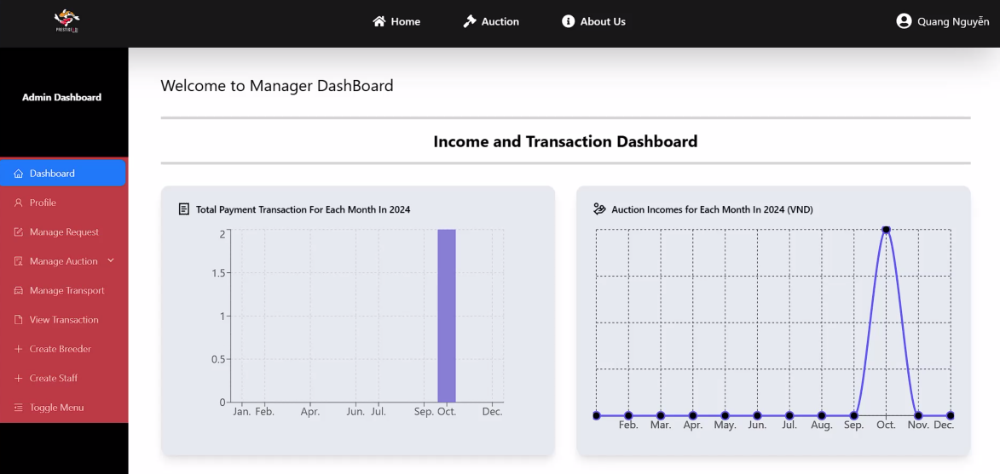 PRESTIGE
Home
Auction
About Us
Quang Nguyễn
Admin Dashboard
Dashboard
Profile
Manage Request
Manage Auction
Manage Transport
View Transaction
Create Breeder
Create Staff
Toggle Menu
Welcome to Manager DashBoard
Income and Transaction Dashboard
Total Payment Transaction For Each Month In 2024
2
1.5
1
0.5
0
Jan. Feb. Apr. Jun. Jul. Sep. Oct. Dec.
Auction Incomes for Each Month In 2024 (VND)
Feb. Mar. Apr. May. Jun. Jul. Aug. Sep. Oct. Nov. Dec.